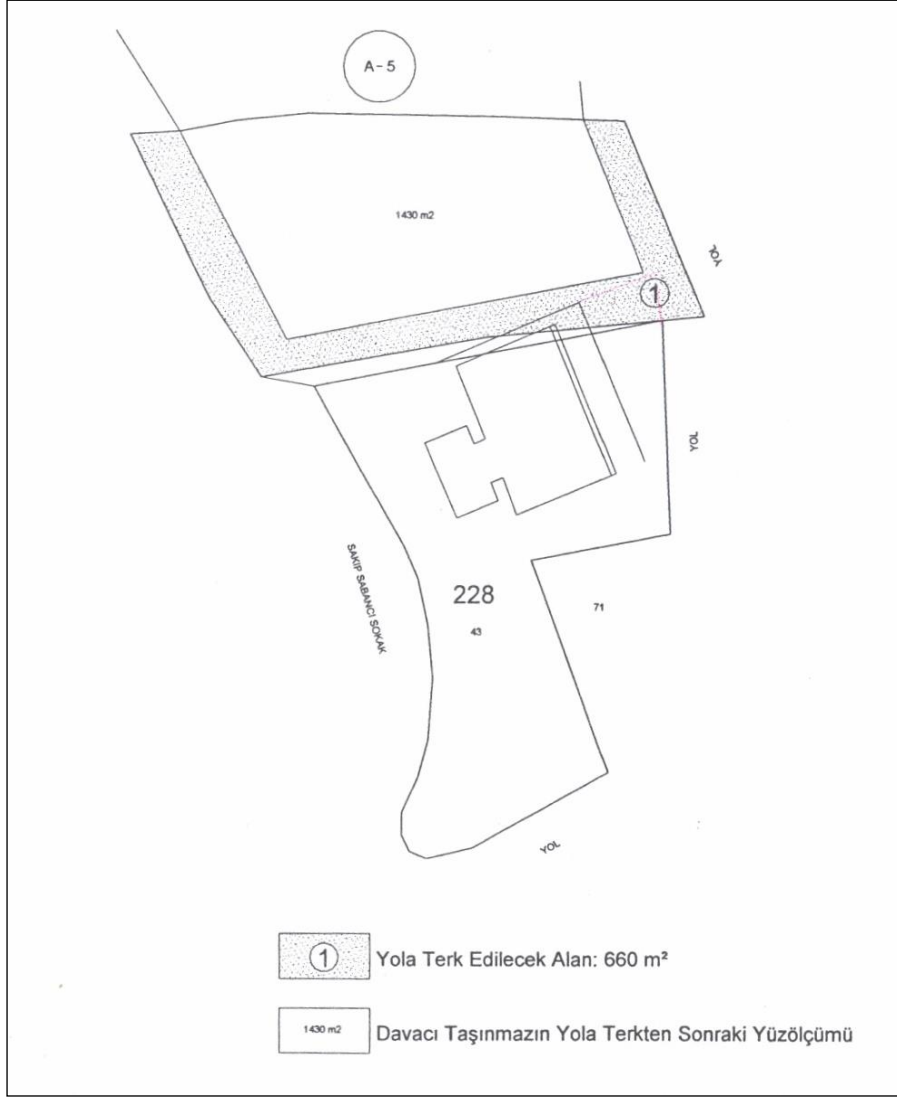 A - 5
1430 m2
YOL
1
YOL
SAKIP SABANCI SOKAK
228
43
71
YOL
1 Yola Terk Edilecek Alan: 660 m²
1430 m2 Davacı Taşınmazın Yola Terkten Sonraki Yüzölçümü